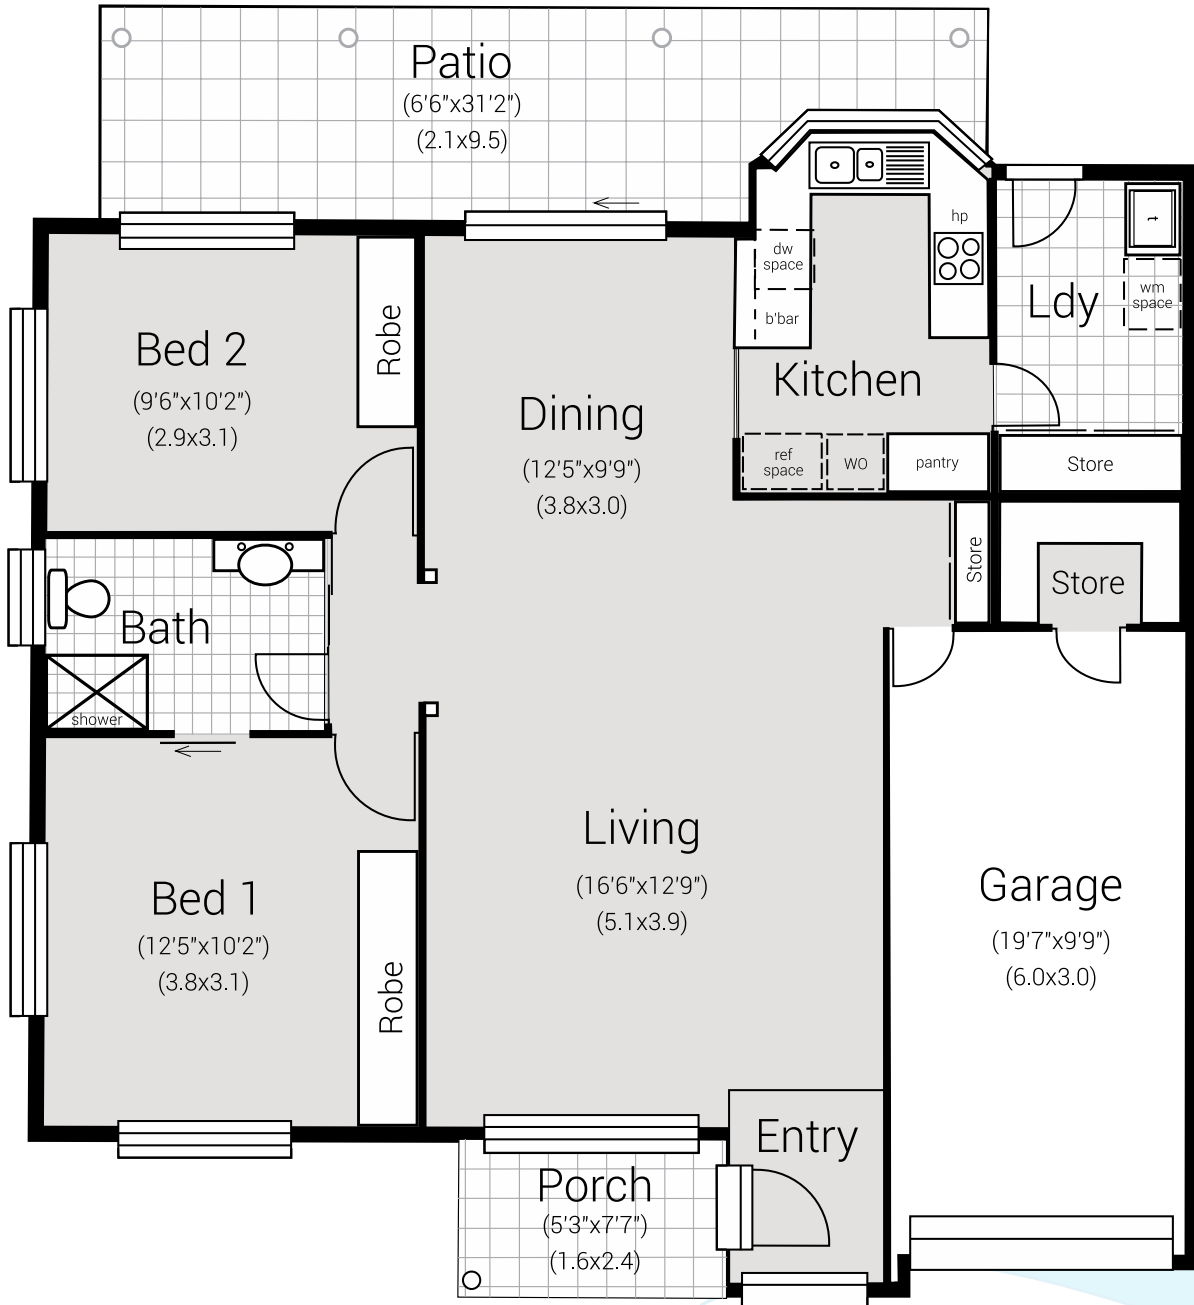 Patio
(6'6"x31'2")
(2.1x9.5)
hp
t
dw
space
wm
space
Ldy
b'bar
Bed 2
(9'6"x10'2")
(2.9x3.1)
Robe
Kitchen
Dining
(12'5"x9'9")
(3.8x3.0)
ref
space
WO
pantry
Store
Store
Store
Bath
shower
Living
(16'6"x12'9")
(5.1x3.9)
Bed 1
(12'5"x10'2")
(3.8x3.1)
Robe
Garage
(19'7"x9'9")
(6.0x3.0)
Entry
Porch
(5'3"x7'7")
(1.6x2.4)